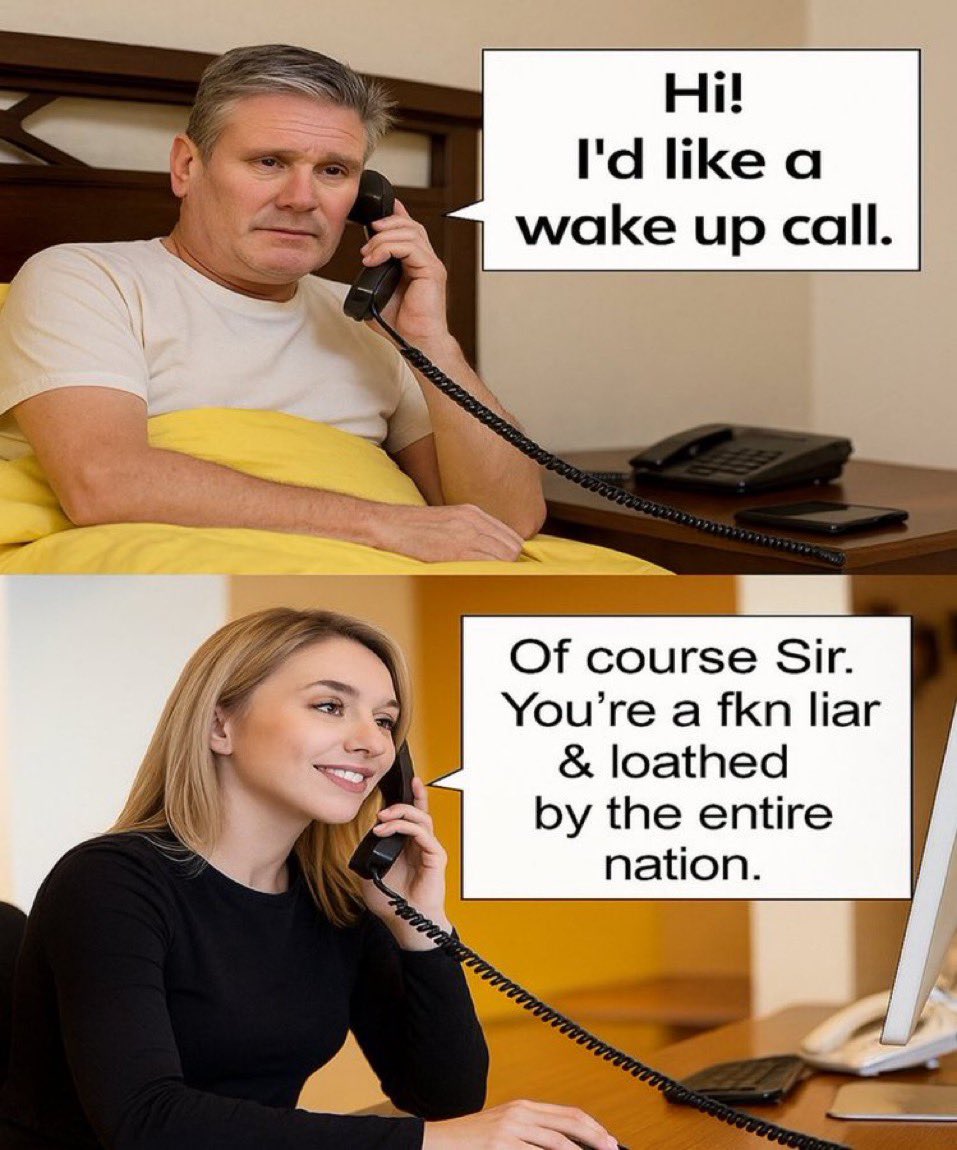 Hi!
I'd like a
wake up call.
Of course Sir.
You’re a fkn liar
& loathed
by the entire
nation.